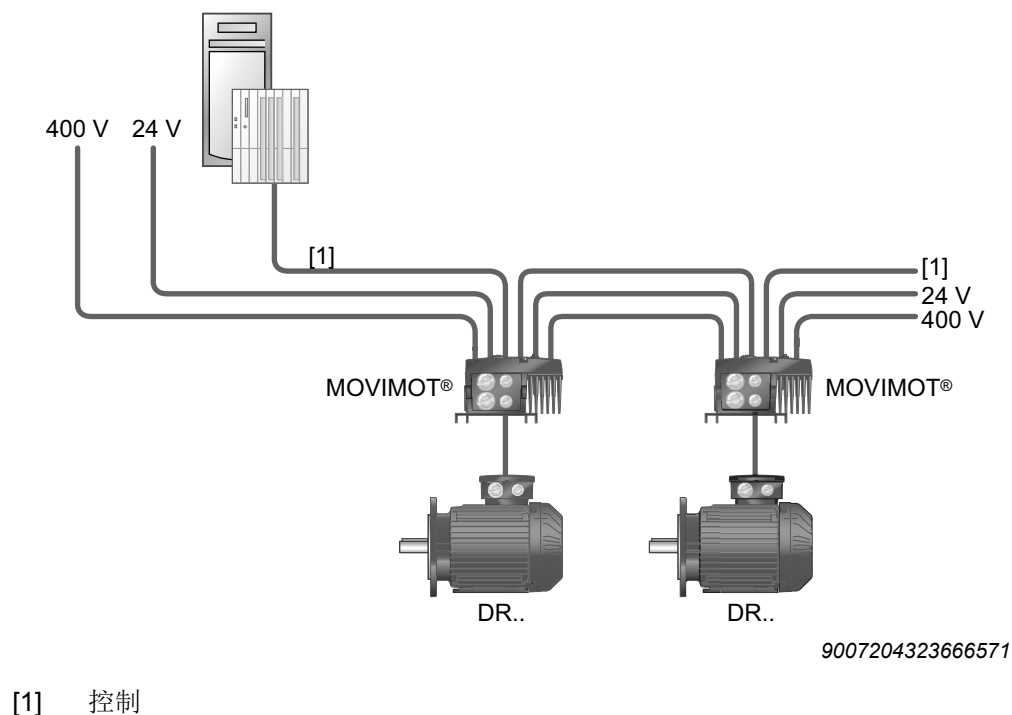 400 V 24 V
[1] [1]
24 V
400 V
MOVIMOT® MOVIMOT®
DR.. DR..
9007204323666571
[1] 控制